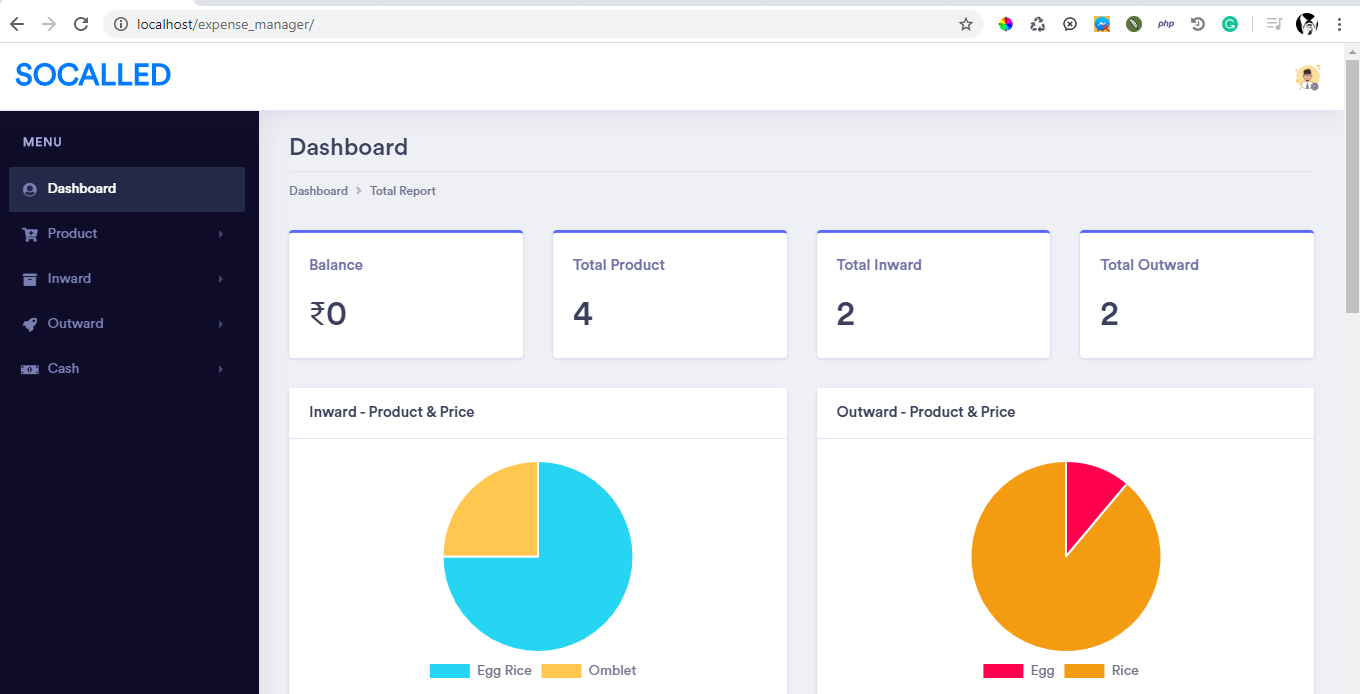 localhost/expense_manager/
php
SOCALLED
MENU
Dashboard
Product
Inward
Outward
Cash
Dashboard
Dashboard > Total Report
Balance
₹0
Total Product
4
Total Inward
2
Total Outward
2
Inward - Product & Price
Egg Rice Omblet
Outward - Product & Price
Egg Rice